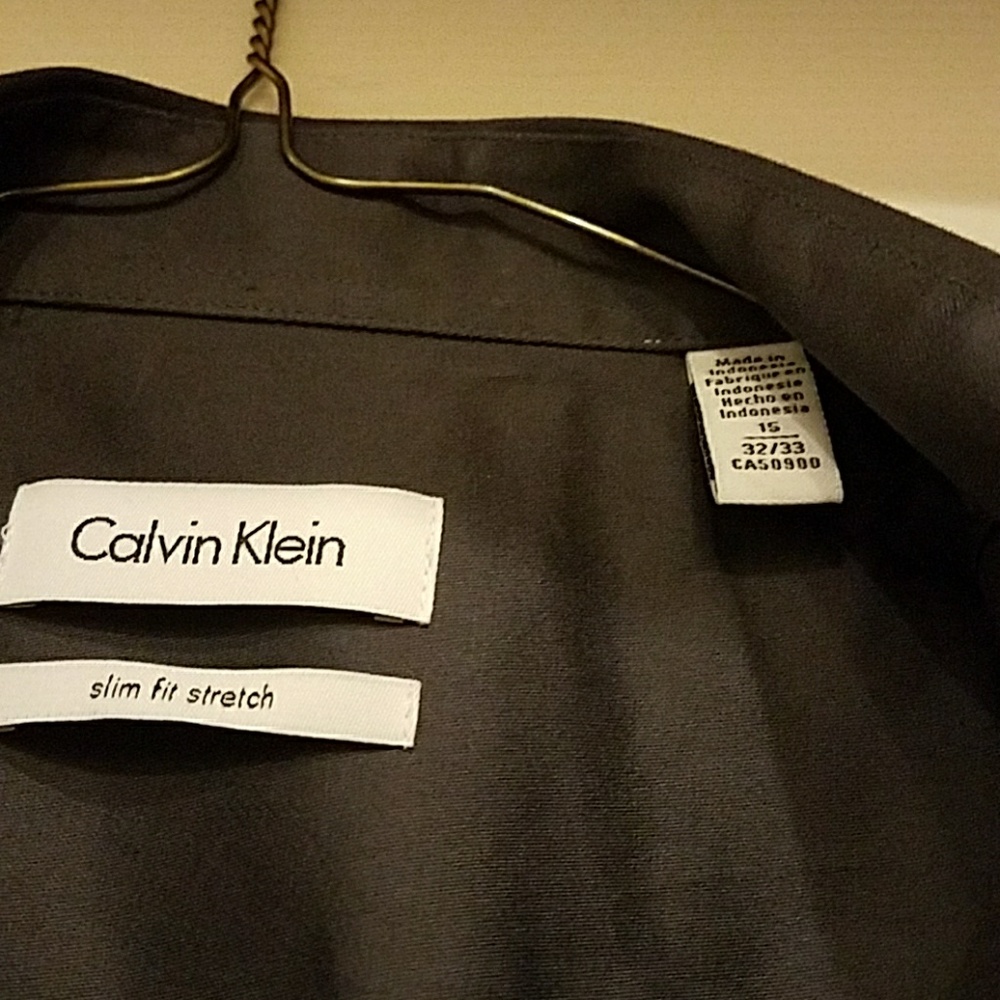 Made in
Indonesia
Fabriqué en
Indonesie
Hecho en
Indonesia
15
32/33
CA50900
Calvin Klein
slim fit stretch